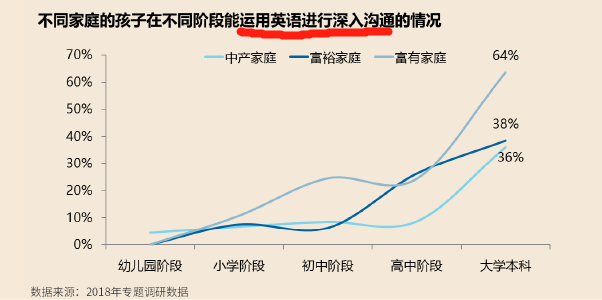 不同家庭的孩子在不同阶段能运用英语进行深入沟通的情况
中产家庭 富裕家庭 富有家庭
70%
60%
50%
40%
30%
20%
10%
0%
64%
38%
36%
幼儿园阶段 小学阶段 初中阶段 高中阶段 大学本科
数据来源：2018年专题调研数据